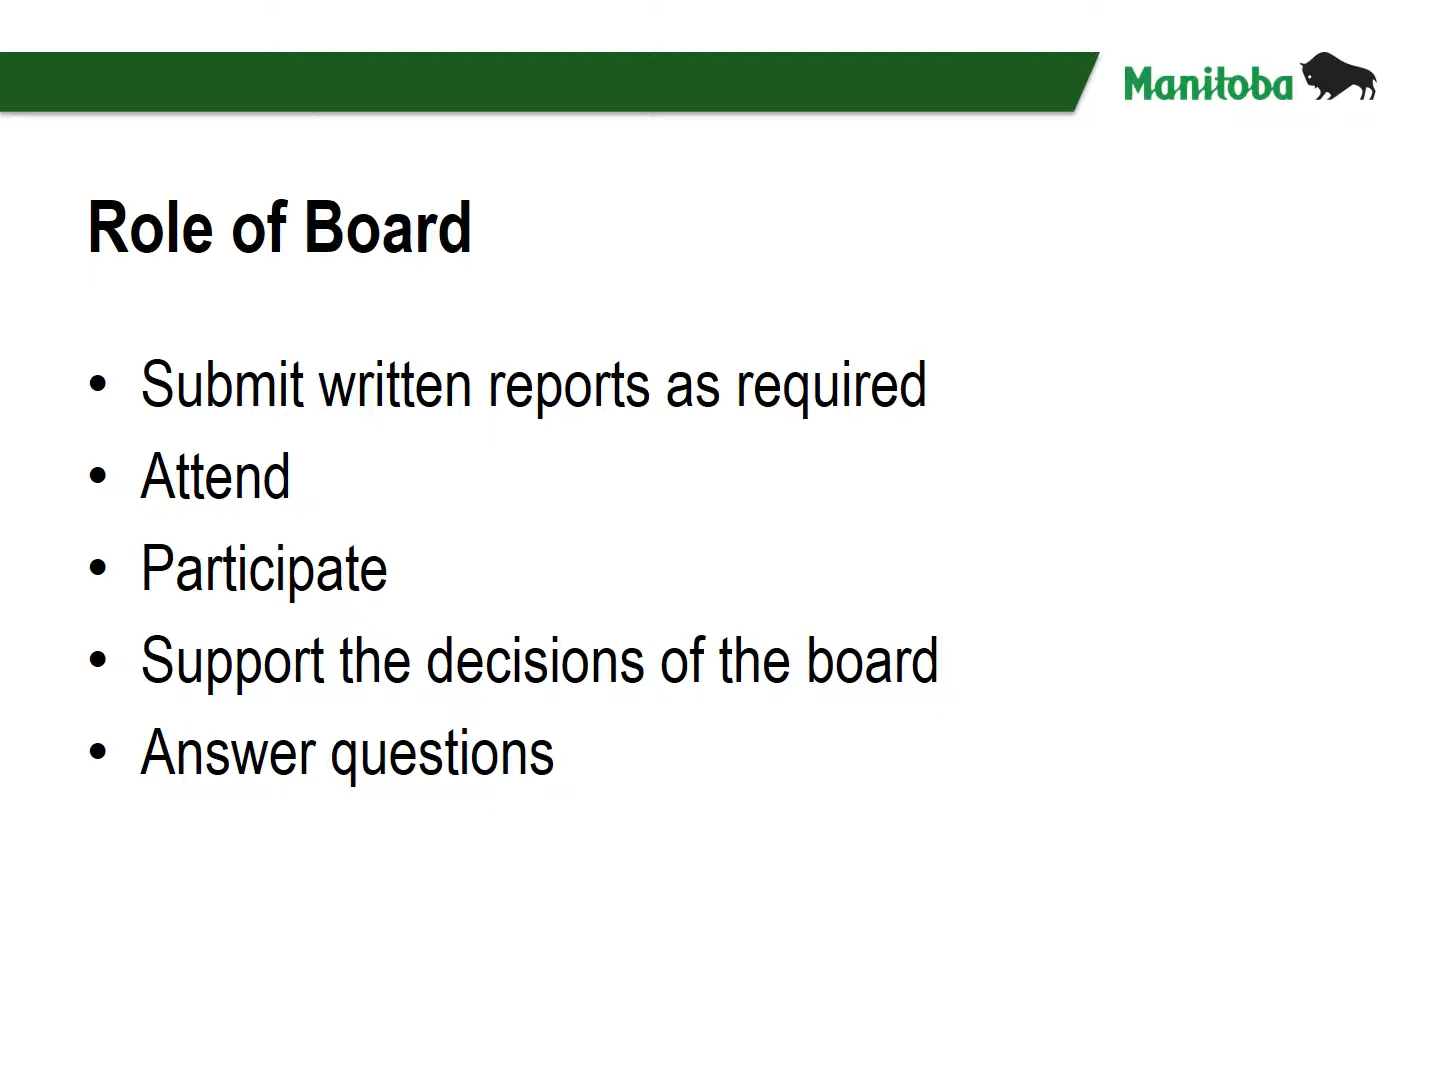 Manitoba
Role of Board
• Submit written reports as required
• Attend
• Participate
• Support the decisions of the board
• Answer questions